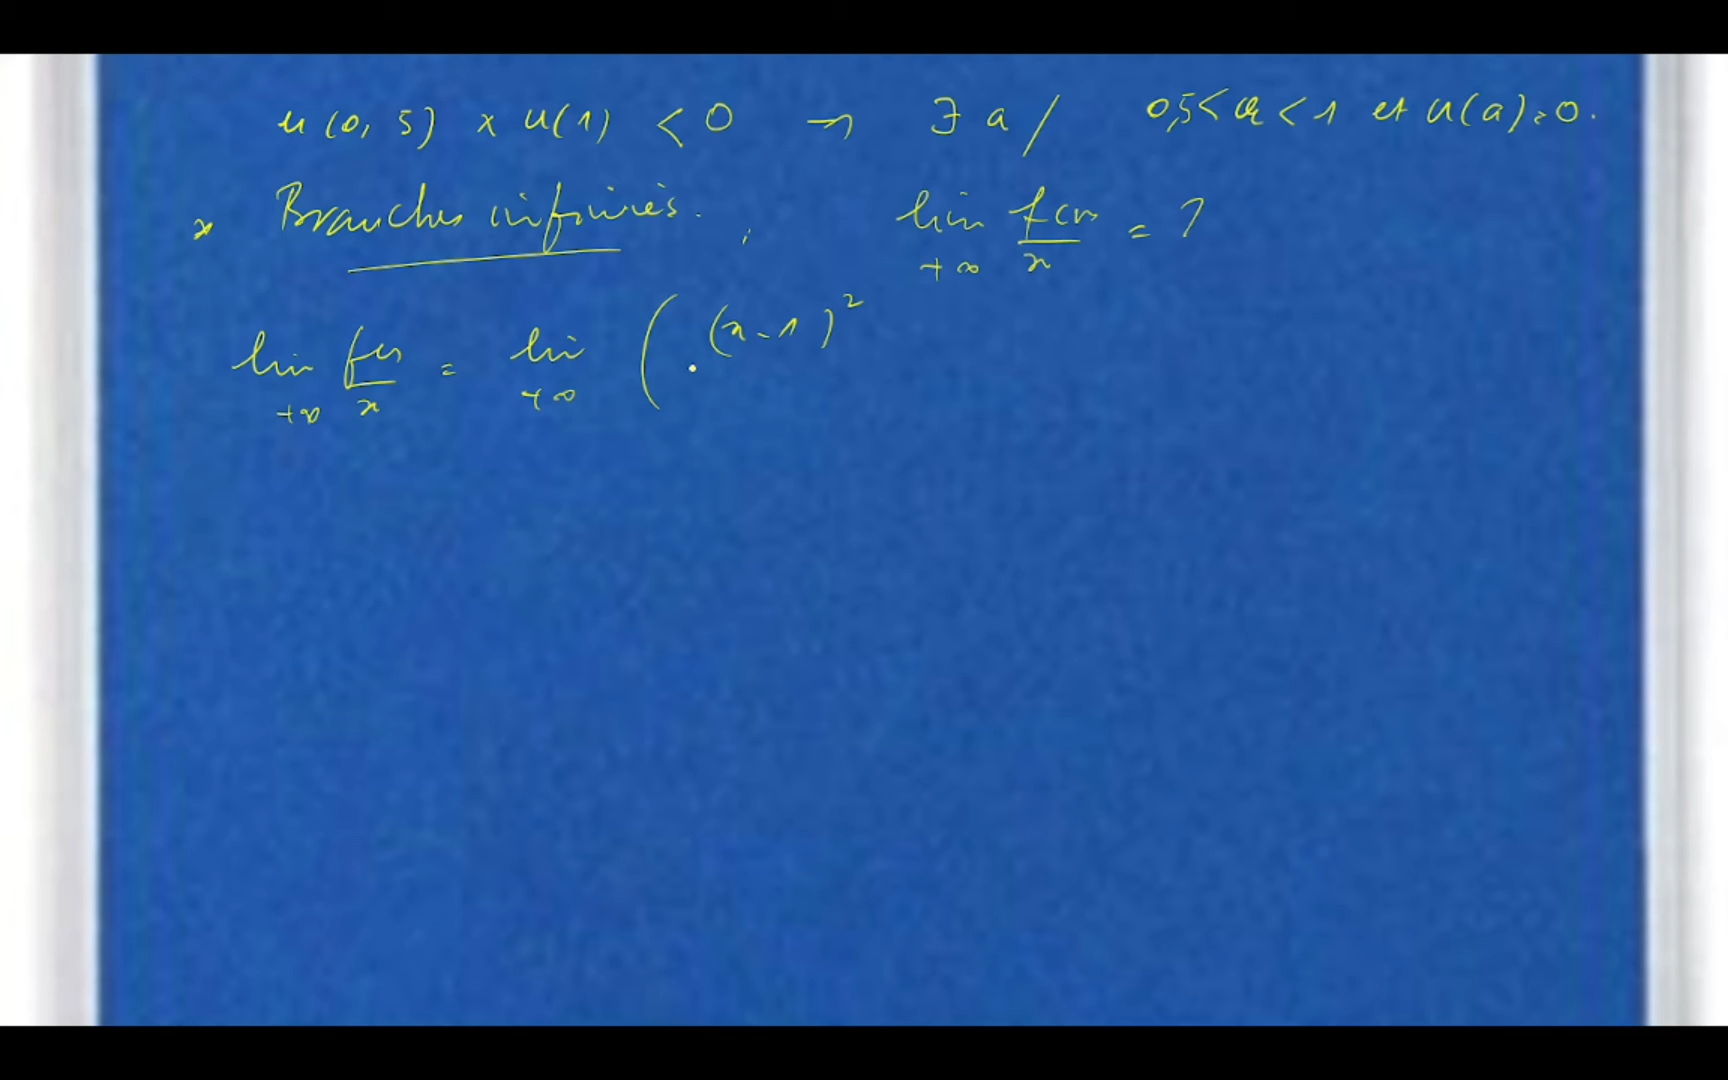 u(0,5) x u(1) < 0 → ∃ a / 0,5 < a < 1 et u(a) = 0.
* Branches infinies. , lim f(x)/x = ? +∞
lim f(x)/x = lim ( (x-1)²
+∞ +∞